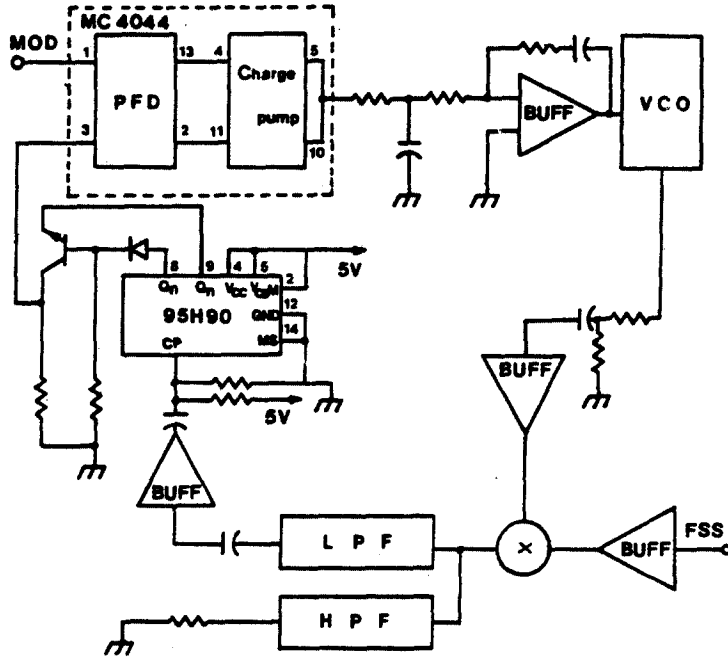 MC 4044
MOD
1
13
4
5
PFD
Charge
pump
3
2
11
10
BUFF
VCO
8
9
4
5
2
5V
Qn
Qn
VCC
VCBM
12
95H90
GND
14
MS
CP
5V
BUFF
BUFF
LPF
X
BUFF
FSS
HPF